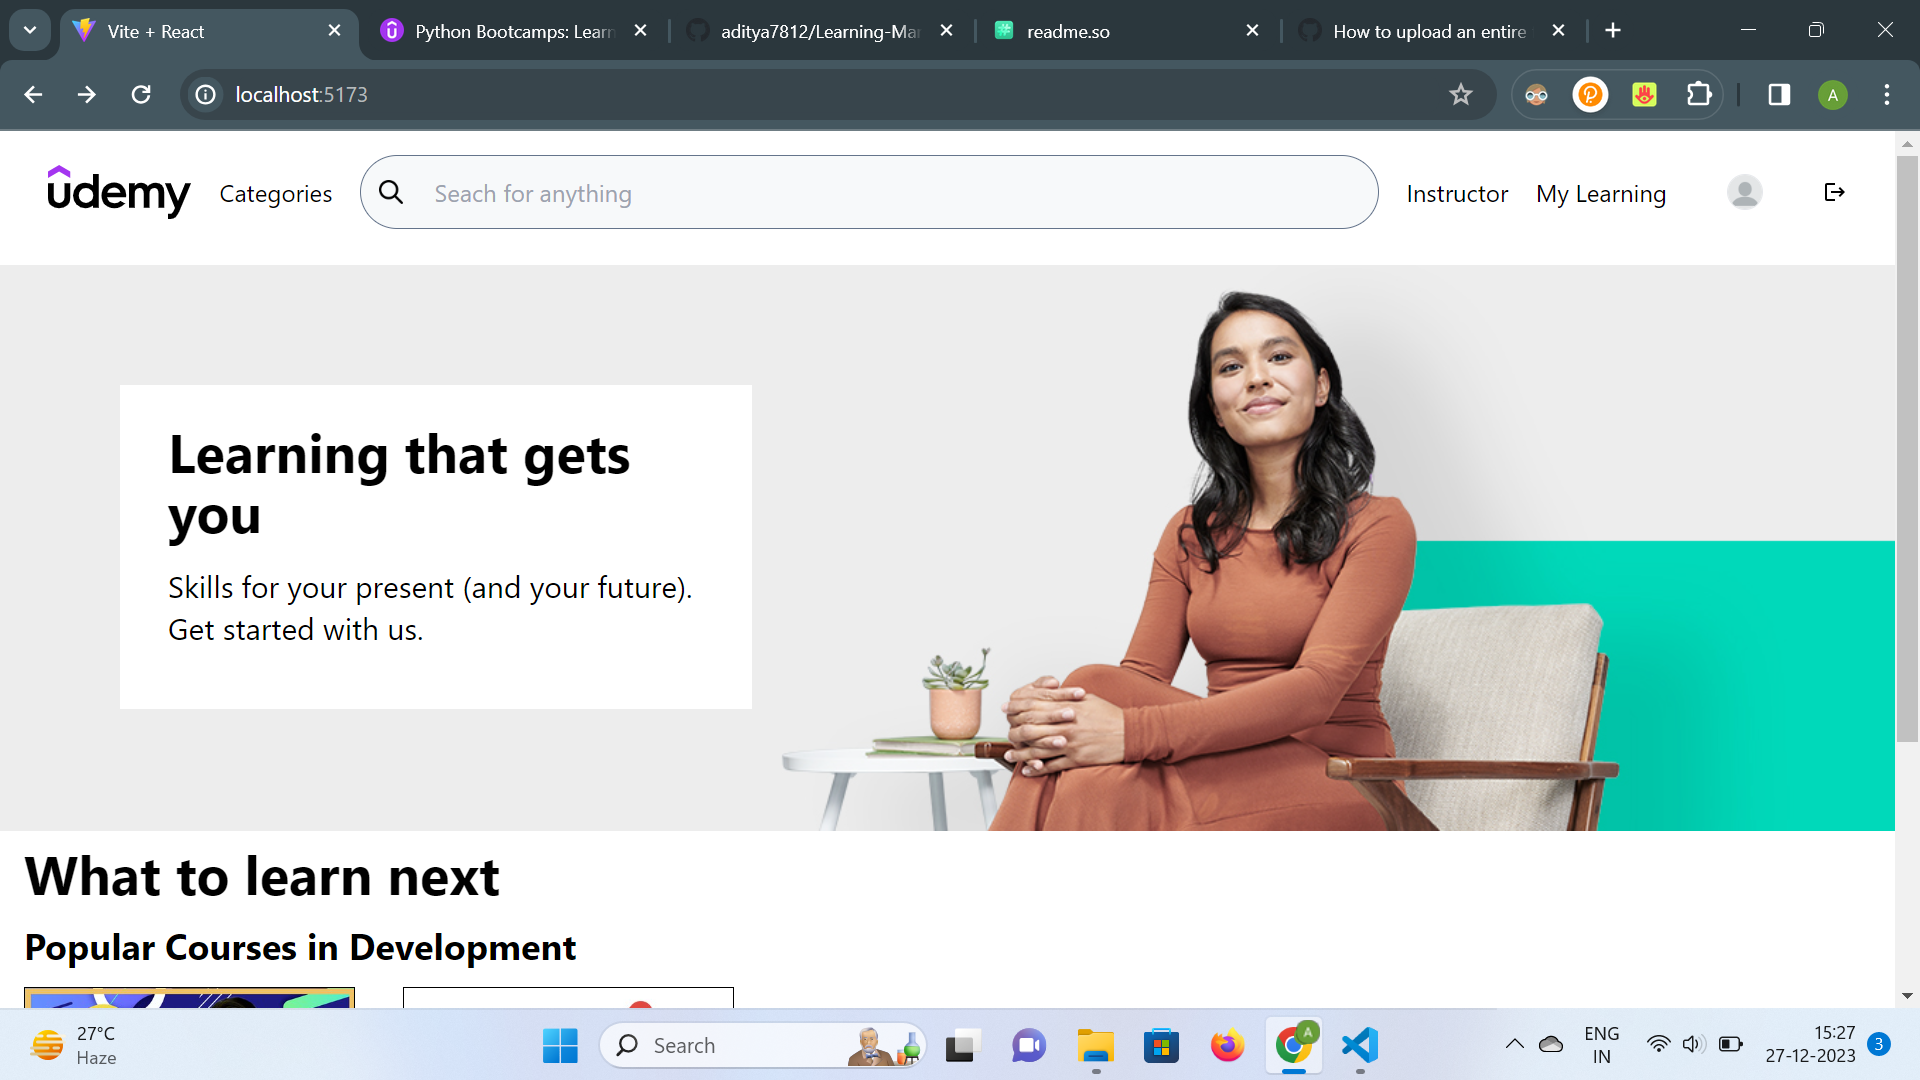 Vite + React
Python Bootcamps: Learn
aditya7812/Learning-Mar
readme.so
How to upload an entire
localhost:5173
A
udemy
Categories
Seach for anything
Instructor
My Learning
Learning that gets
you
Skills for your present (and your future).
Get started with us.
What to learn next
Popular Courses in Development
27°C
Haze
Search
A
ENG
IN
15:27
27-12-2023
3